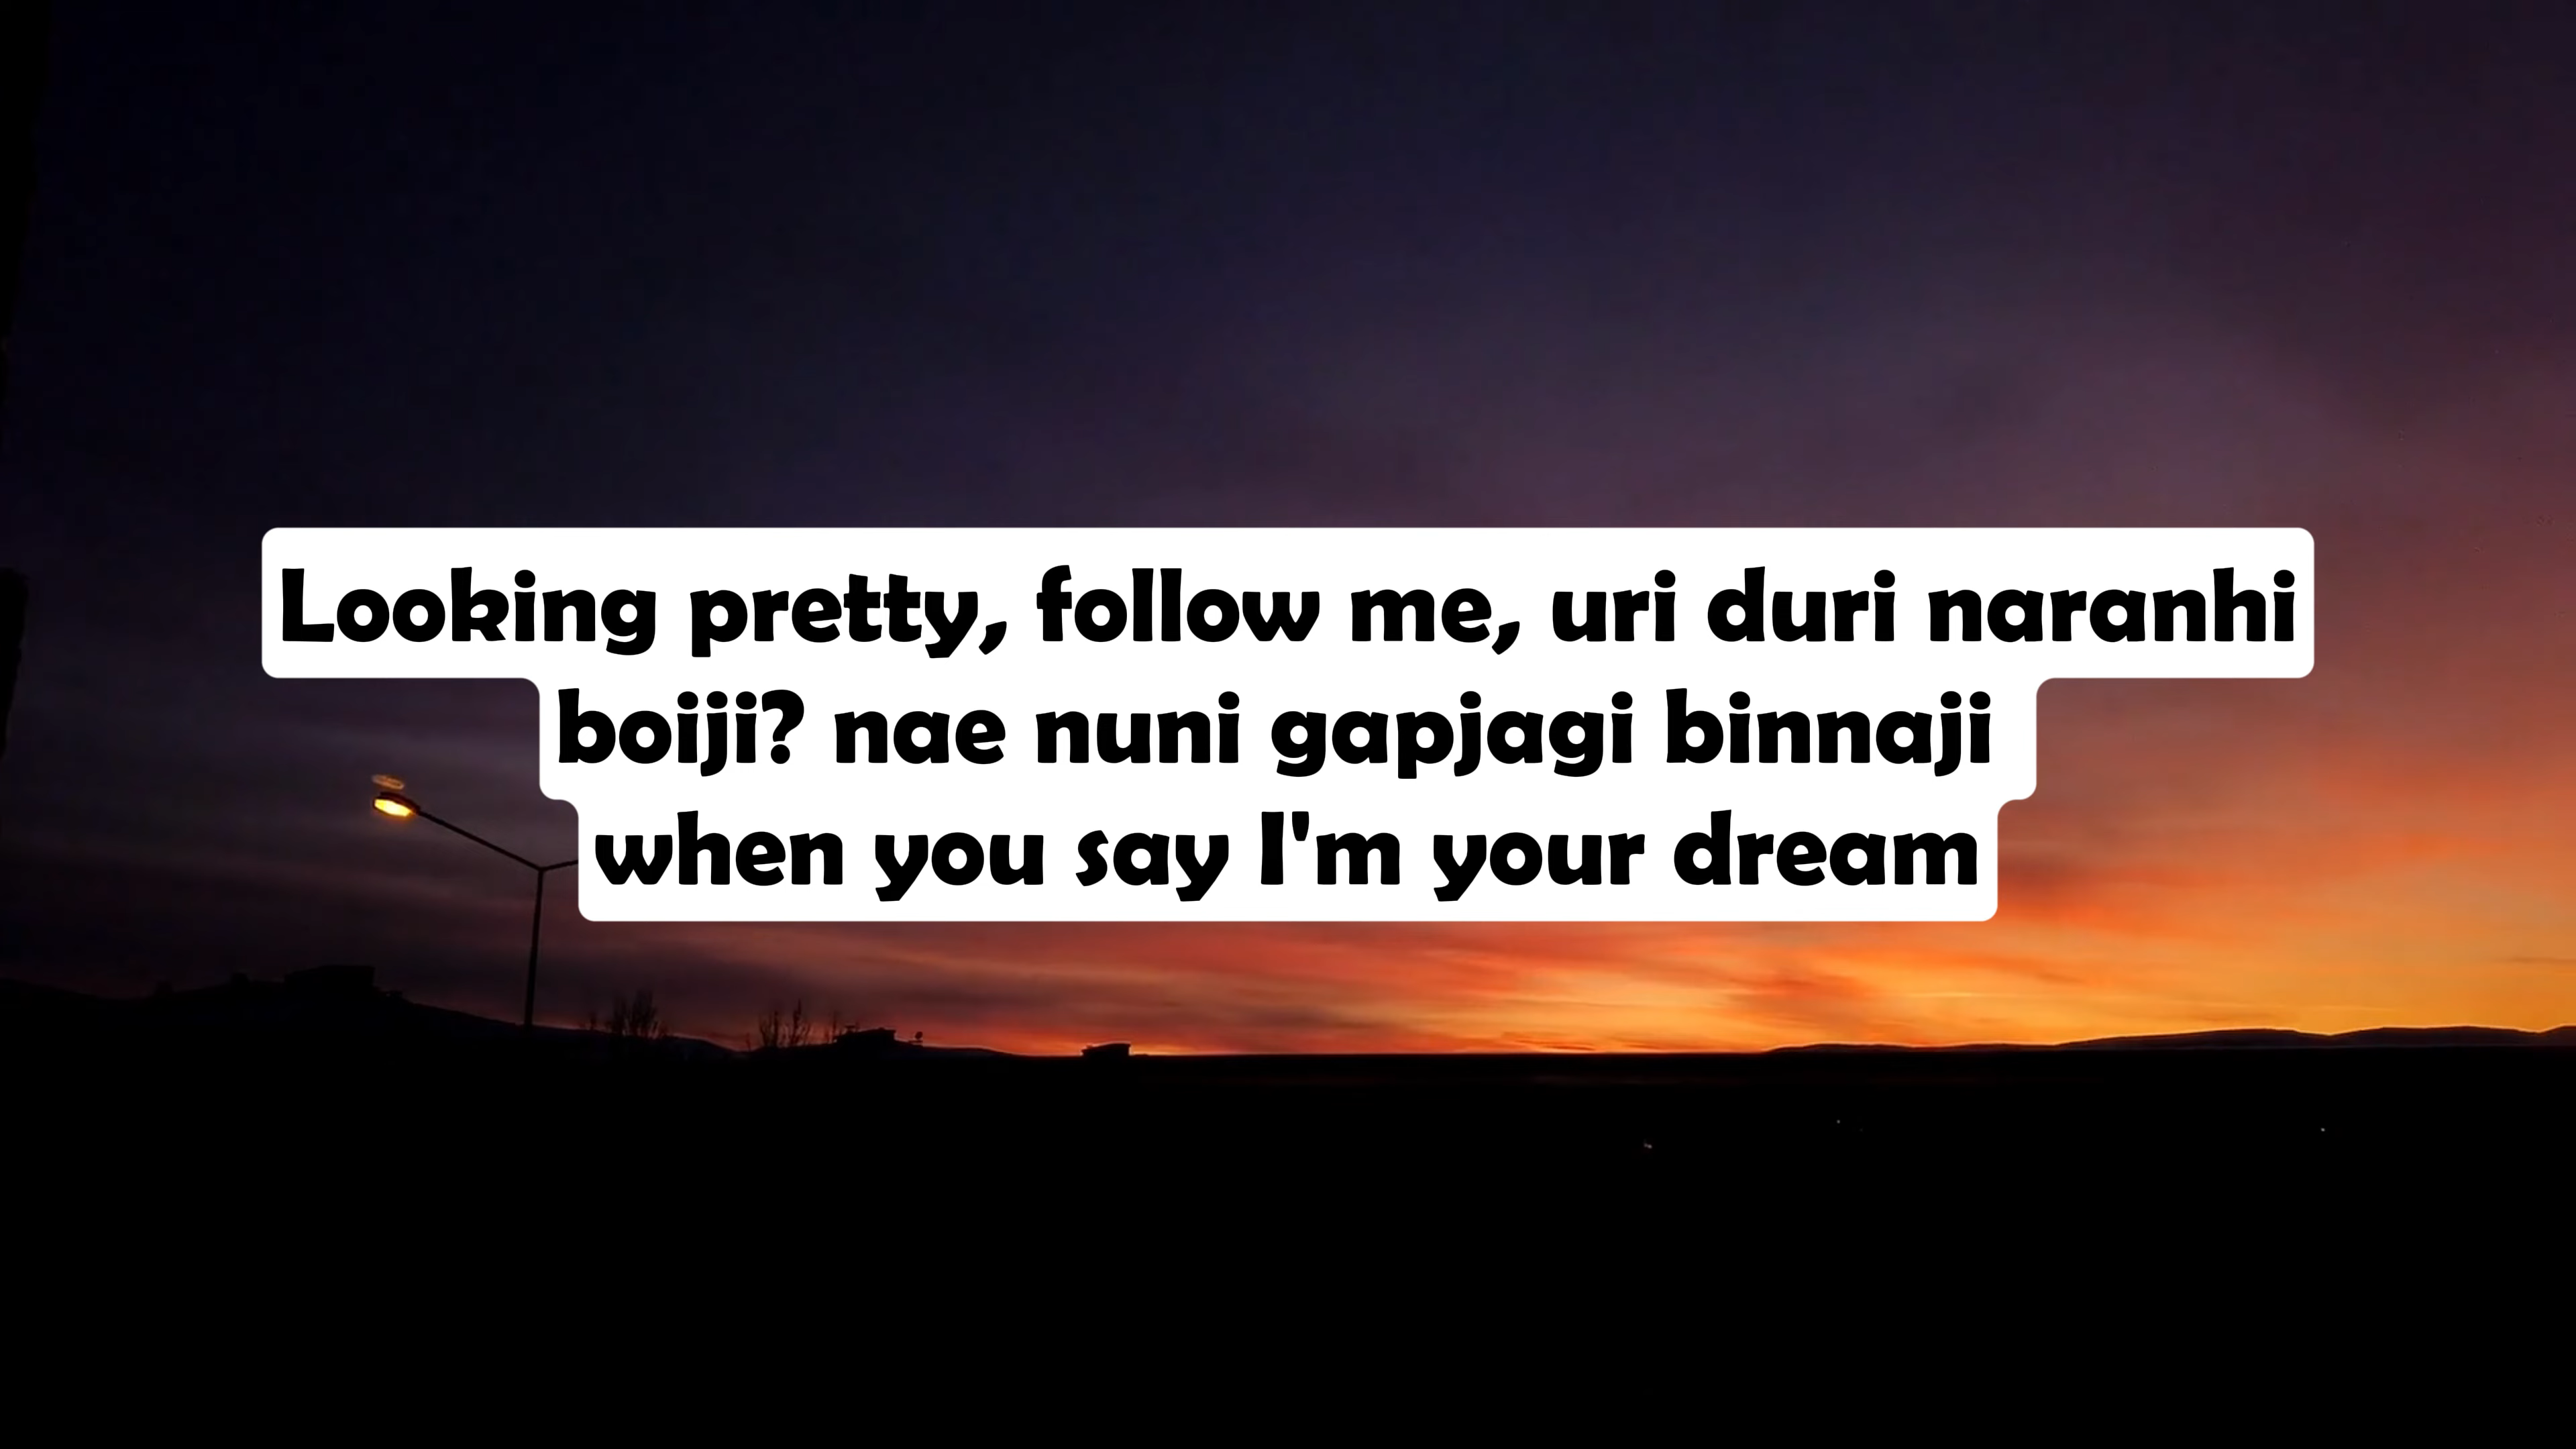 Looking pretty, follow me, uri duri naranhi
boiji? nae nuni gapjagi binnaji
when you say I'm your dream